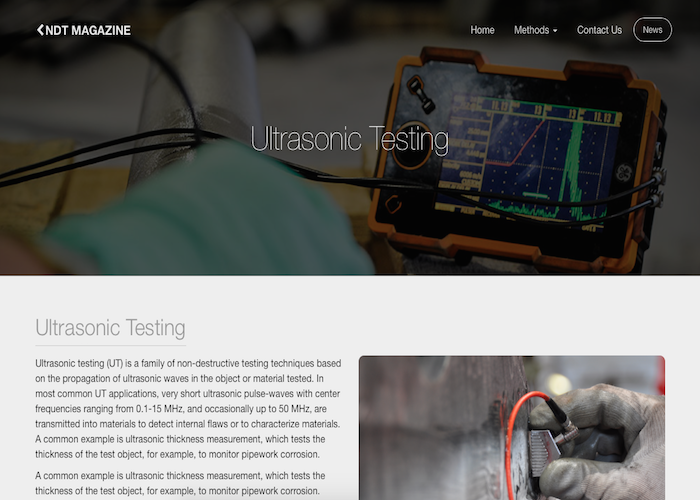 NDT MAGAZINE
Home Methods Contact Us News
Ultrasonic Testing
Ultrasonic Testing
Ultrasonic testing (UT) is a family of non-destructive testing techniques based
on the propagation of ultrasonic waves in the object or material tested. In
most common UT applications, very short ultrasonic pulse-waves with center
frequencies ranging from 0.1-15 MHz, and occasionally up to 50 MHz, are
transmitted into materials to detect internal flaws or to characterize materials.
A common example is ultrasonic thickness measurement, which tests the
thickness of the test object, for example, to monitor pipework corrosion.
A common example is ultrasonic thickness measurement, which tests the
thickness of the test object, for example, to monitor pipework corrosion.